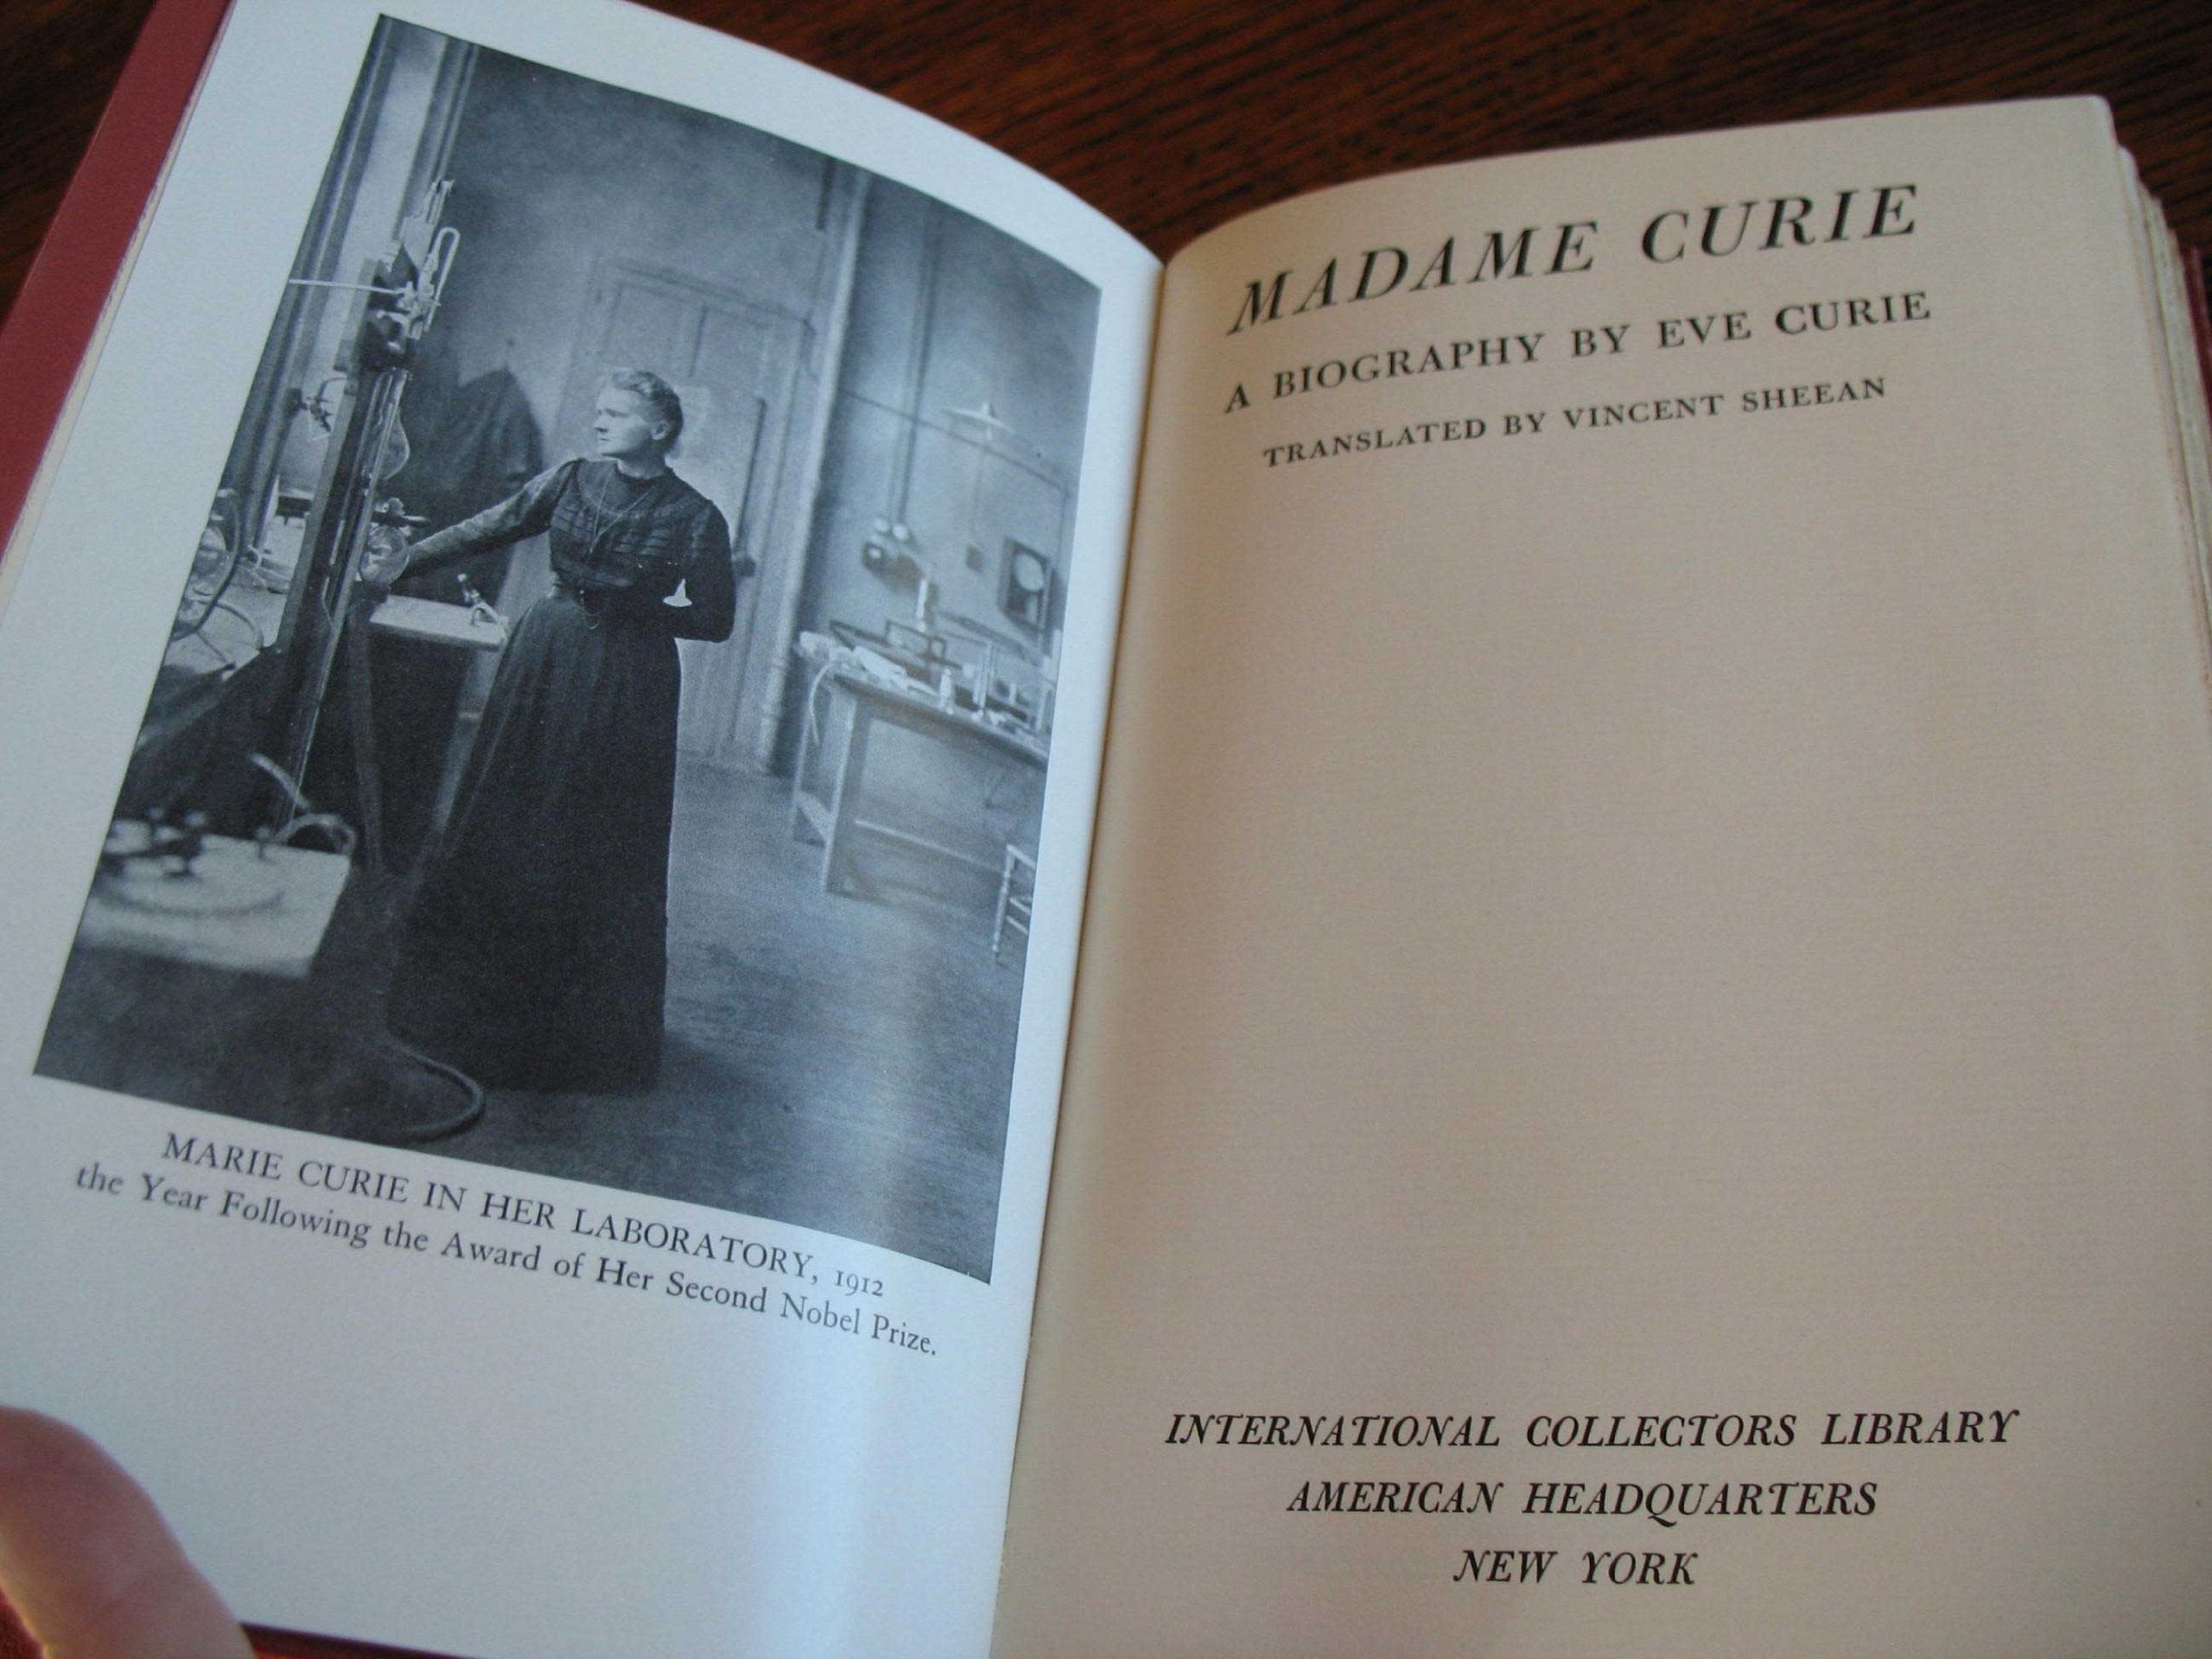 MARIE CURIE IN HER LABORATORY, 1912
the Year Following the Award of Her Second Nobel Prize.
MADAME CURIE
A BIOGRAPHY BY EVE CURIE
TRANSLATED BY VINCENT SHEEAN
INTERNATIONAL COLLECTORS LIBRARY
AMERICAN HEADQUARTERS
NEW YORK